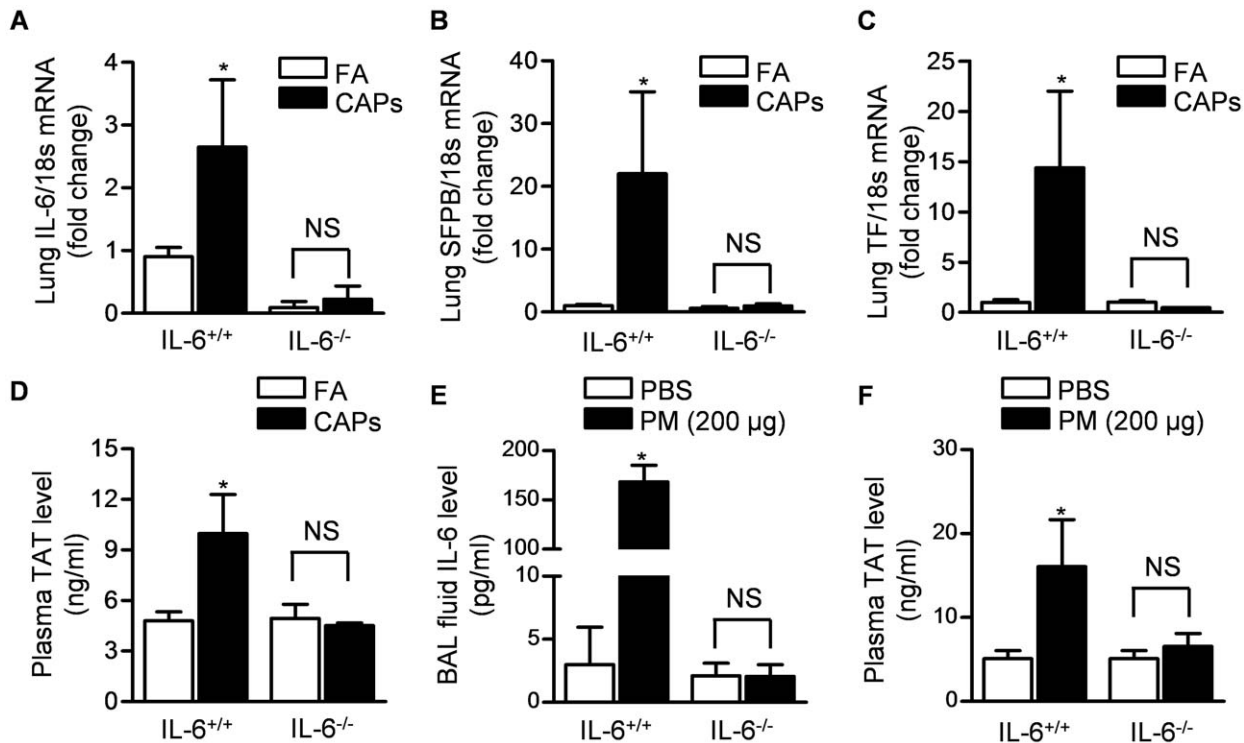 A
Lung IL-6/18s mRNA
(fold change)
4
3
2
1
0
FA
CAPs
*
NS
IL-6+/+
IL-6-/-
B
Lung SFPB/18s mRNA
(fold change)
40
30
20
10
0
FA
CAPs
*
NS
IL-6+/+
IL-6-/-
C
Lung TF/18s mRNA
(fold change)
25
20
15
10
5
0
FA
CAPs
*
NS
IL-6+/+
IL-6-/-
D
Plasma TAT level
(ng/ml)
15
12
9
6
3
0
FA
CAPs
*
NS
IL-6+/+
IL-6-/-
E
BAL fluid IL-6 level
(pg/ml)
200
150
100
10
5
0
PBS
PM (200 µg)
*
NS
IL-6+/+
IL-6-/-
F
Plasma TAT level
(ng/ml)
30
20
10
0
PBS
PM (200 µg)
*
NS
IL-6+/+
IL-6-/-